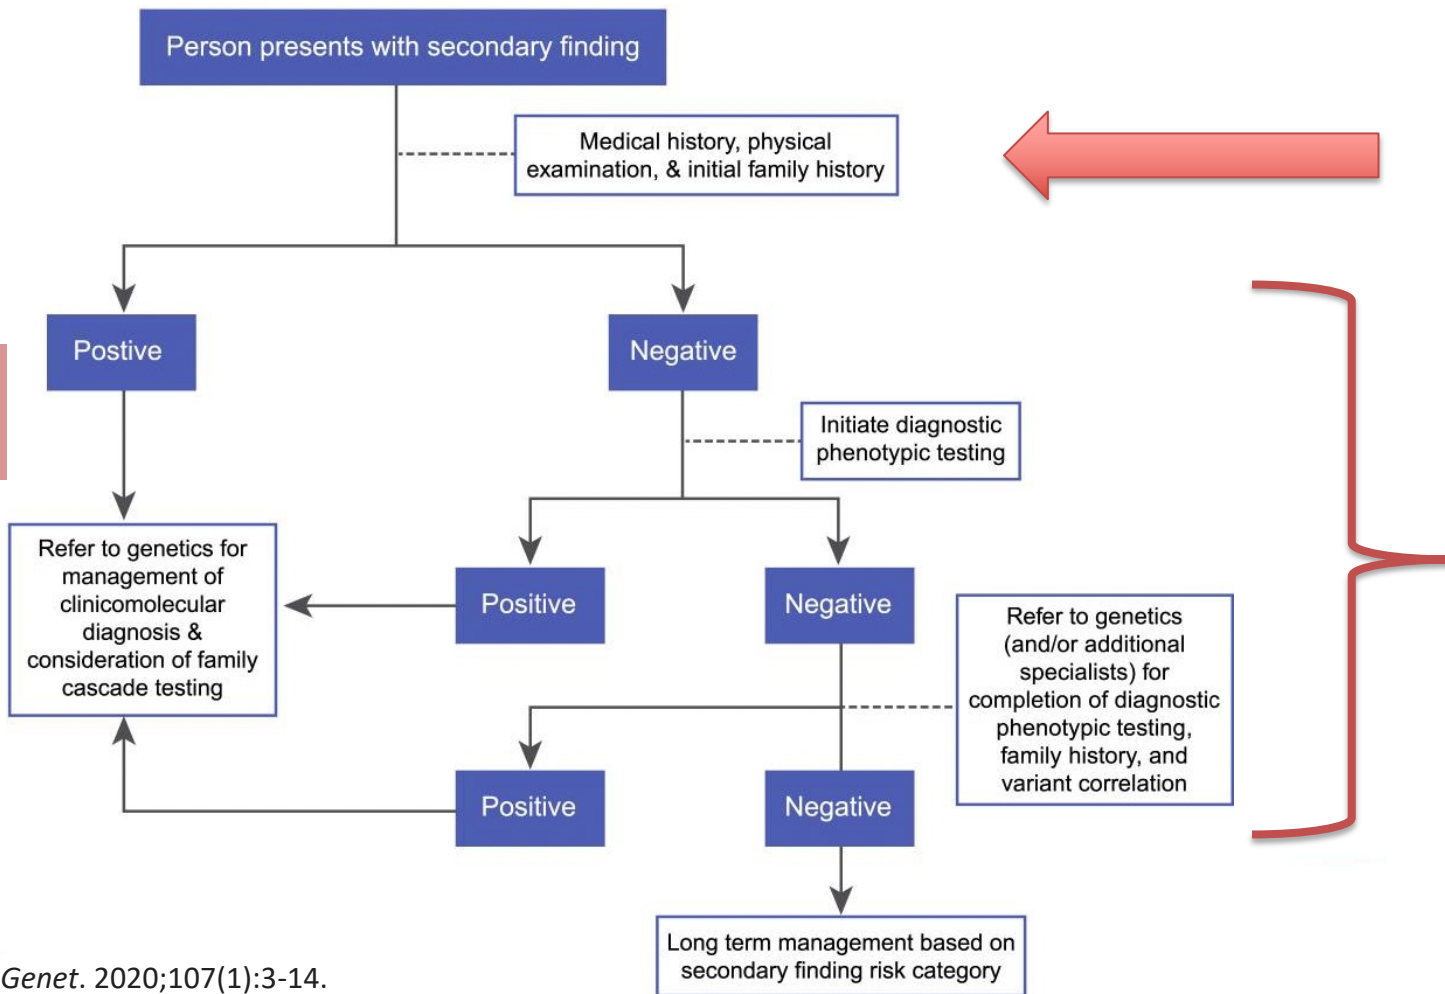 Person presents with secondary finding
Medical history, physical
examination, & initial family history
Postive
Negative
Initiate diagnostic
phenotypic testing
Refer to genetics for
management of
clinicomolecular
diagnosis &
consideration of family
cascade testing
Positive
Negative
Refer to genetics
(and/or additional
specialists) for
completion of diagnostic
phenotypic testing,
family history, and
variant correlation
Positive
Negative
Long term management based on
secondary finding risk category
Genet. 2020;107(1):3-14.